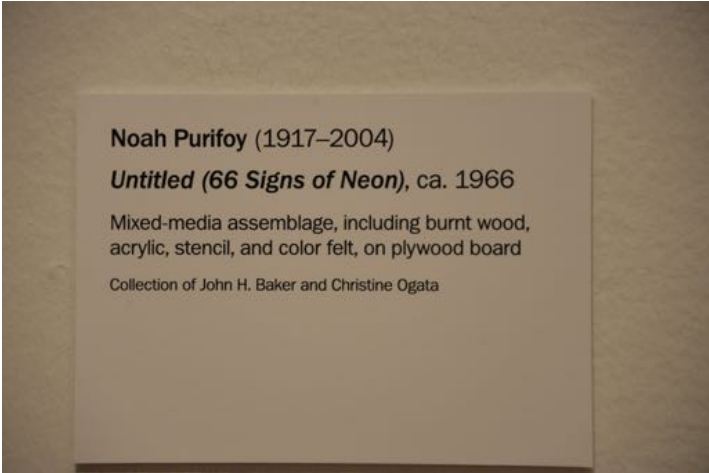 Noah Purifoy (1917–2004)
Untitled (66 Signs of Neon), ca. 1966
Mixed-media assemblage, including burnt wood,
acrylic, stencil, and color felt, on plywood board
Collection of John H. Baker and Christine Ogata